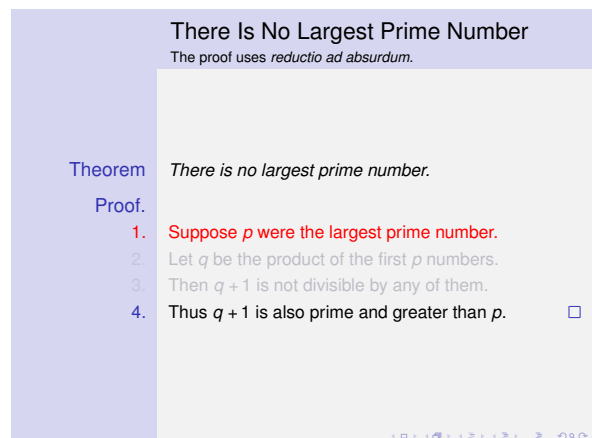 There Is No Largest Prime Number
The proof uses reductio ad absurdum.
Theorem There is no largest prime number.
Proof.
1. Suppose p were the largest prime number.
2. Let q be the product of the first p numbers.
3. Then q + 1 is not divisible by any of them.
4. Thus q + 1 is also prime and greater than p. □